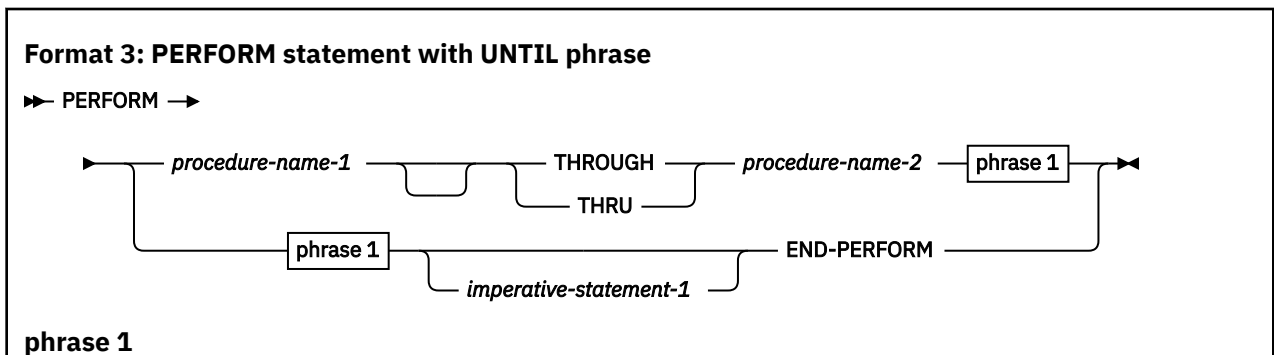 Format 3: PERFORM statement with UNTIL phrase
PERFORM
procedure-name-1 THROUGH procedure-name-2 phrase 1
THRU
phrase 1 END-PERFORM
imperative-statement-1
phrase 1